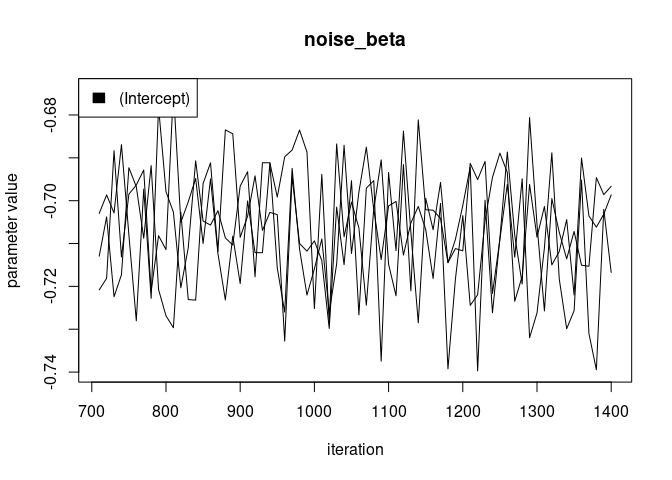 noise_beta
(Intercept)
parameter value
-0.68
-0.70
-0.72
-0.74
700 800 900 1000 1100 1200 1300 1400
iteration